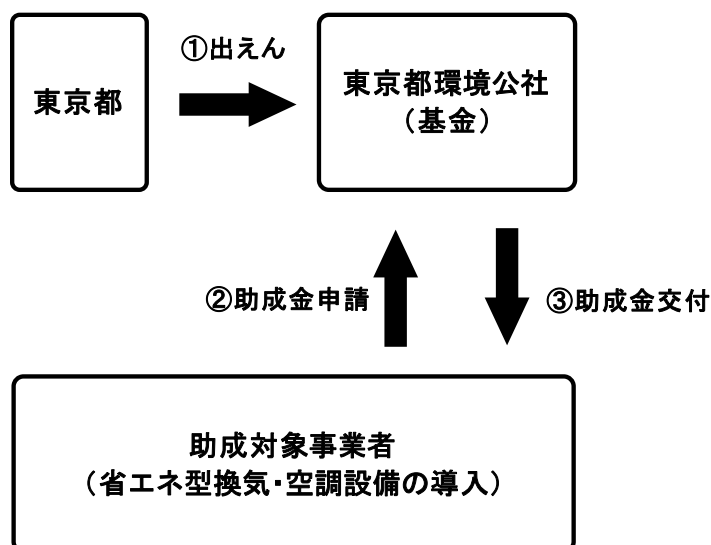 ①出えん
東京都
東京都環境公社
（基金）
②助成金申請
③助成金交付
助成対象事業者
（省エネ型換気・空調設備の導入）